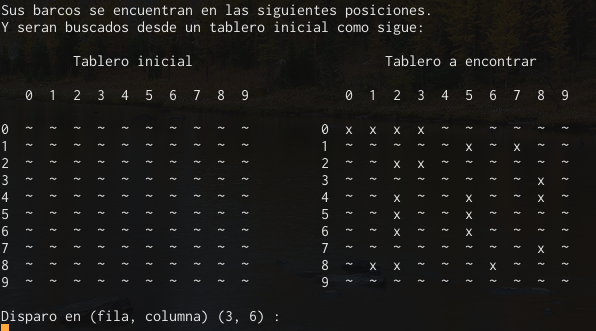 Sus barcos se encuentran en las siguientes posiciones.
Y seran buscados desde un tablero inicial como sigue:
Tablero inicial Tablero a encontrar
0 1 2 3 4 5 6 7 8 9 0 1 2 3 4 5 6 7 8 9
0 ~ ~ ~ ~ ~ ~ ~ ~ ~ ~ 0 x x x x ~ ~ ~ ~ ~ ~
1 ~ ~ ~ ~ ~ ~ ~ ~ ~ ~ 1 ~ ~ ~ ~ ~ x ~ x ~ ~
2 ~ ~ ~ ~ ~ ~ ~ ~ ~ ~ 2 ~ ~ x x ~ ~ ~ ~ ~ ~
3 ~ ~ ~ ~ ~ ~ ~ ~ ~ ~ 3 ~ ~ ~ ~ ~ ~ ~ ~ x ~
4 ~ ~ ~ ~ ~ ~ ~ ~ ~ ~ 4 ~ ~ x ~ ~ x ~ ~ x ~
5 ~ ~ ~ ~ ~ ~ ~ ~ ~ ~ 5 ~ ~ x ~ ~ x ~ ~ ~ ~
6 ~ ~ ~ ~ ~ ~ ~ ~ ~ ~ 6 ~ ~ x ~ ~ x ~ ~ ~ ~
7 ~ ~ ~ ~ ~ ~ ~ ~ ~ ~ 7 ~ ~ ~ ~ ~ ~ ~ ~ x ~
8 ~ ~ ~ ~ ~ ~ ~ ~ ~ ~ 8 ~ x x ~ ~ ~ x ~ ~ ~
9 ~ ~ ~ ~ ~ ~ ~ ~ ~ ~ 9 ~ ~ ~ ~ ~ ~ ~ ~ ~ ~
Disparo en (fila, columna) (3, 6) :